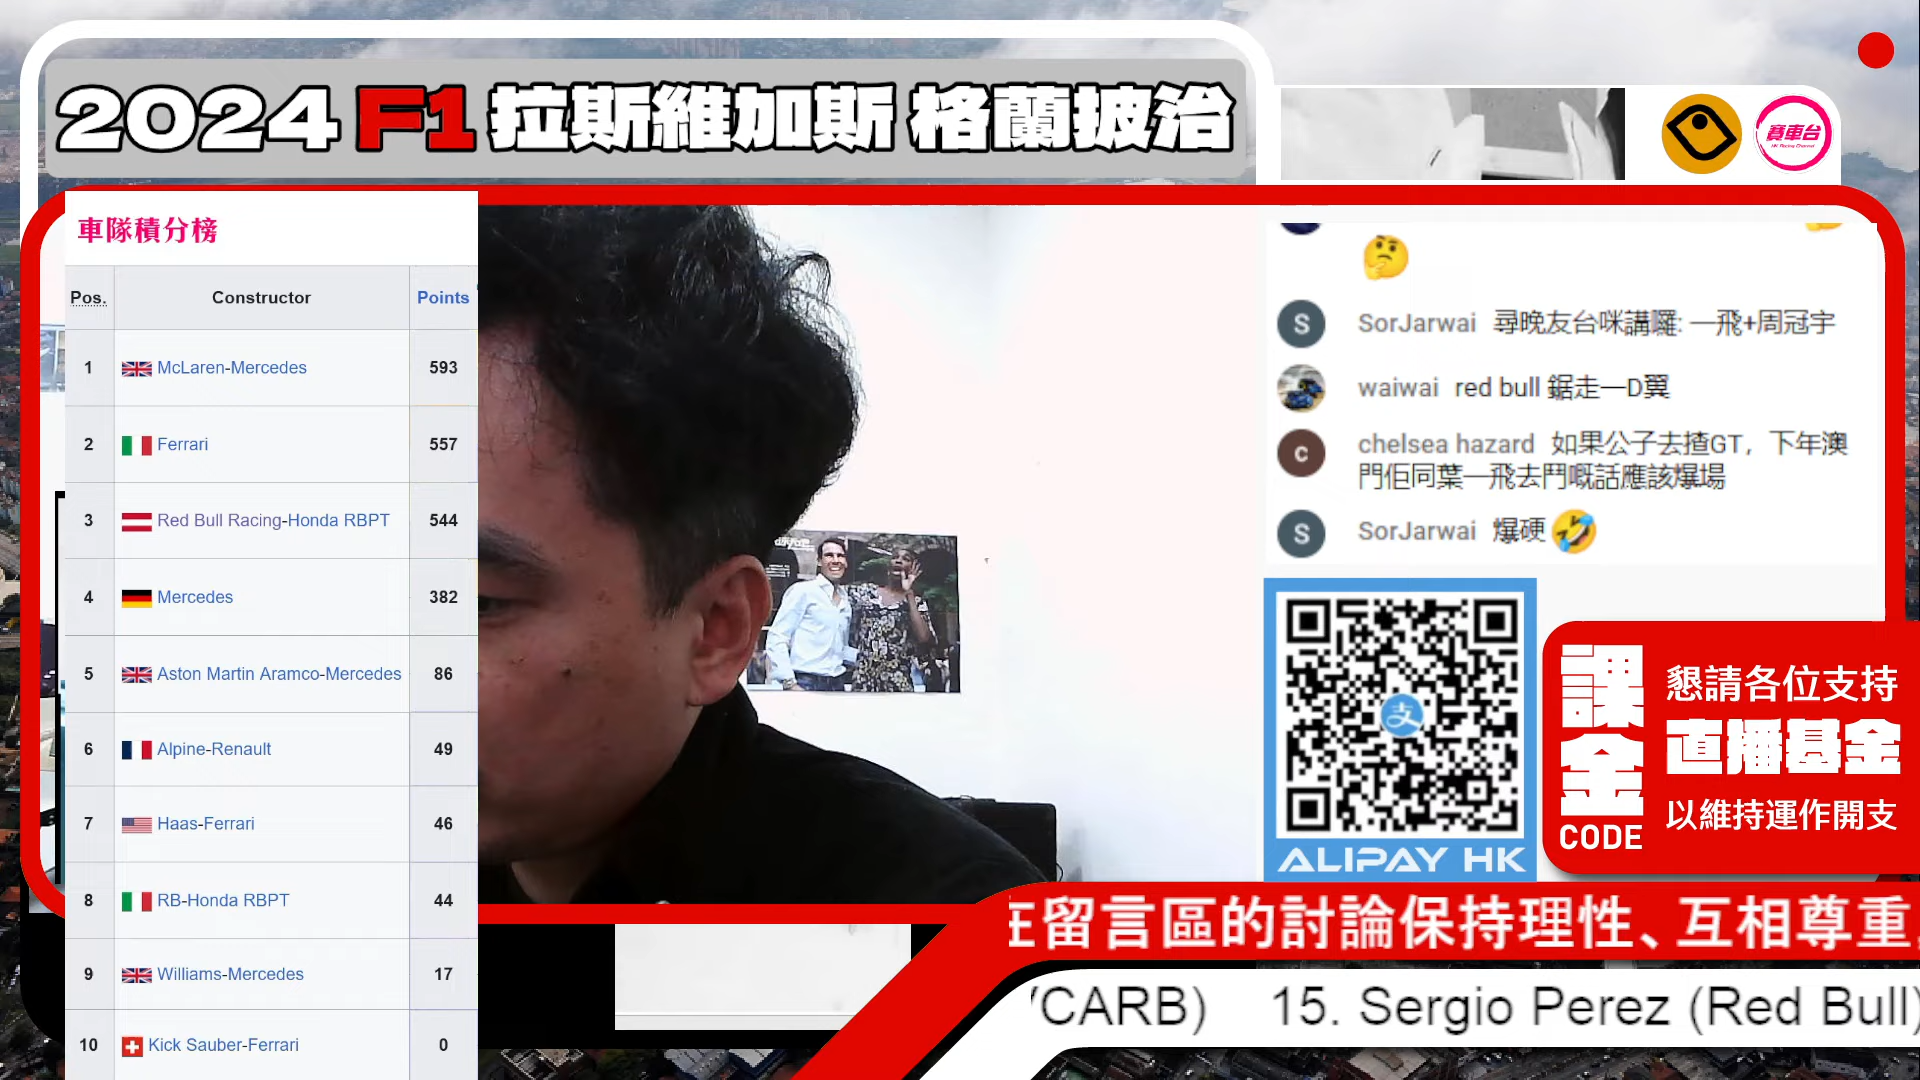 2024 F1 拉斯維加斯 格蘭披治
賽車台
HK Racing Channel
車隊積分榜
Pos. Constructor Points
1 McLaren-Mercedes 593
2 Ferrari 557
3 Red Bull Racing-Honda RBPT 544
4 Mercedes 382
5 Aston Martin Aramco-Mercedes 86
6 Alpine-Renault 49
7 Haas-Ferrari 46
8 RB-Honda RBPT 44
9 Williams-Mercedes 17
10 Kick Sauber-Ferrari 0
S SorJarwai 尋晚友台咪講囉: 一飛+周冠宇
waiwai red bull 鋸走一D翼
c chelsea hazard 如果公子去揸GT，下年澳
門佢同葉一飛去鬥嘅話應該爆場
S SorJarwai 爆硬🤣
支
ALIPAY HK
課金
CODE
懇請各位支持
直播基金
以維持運作開支
在留言區的討論保持理性、互相尊重
/CARB) 15. Sergio Perez (Red Bull)